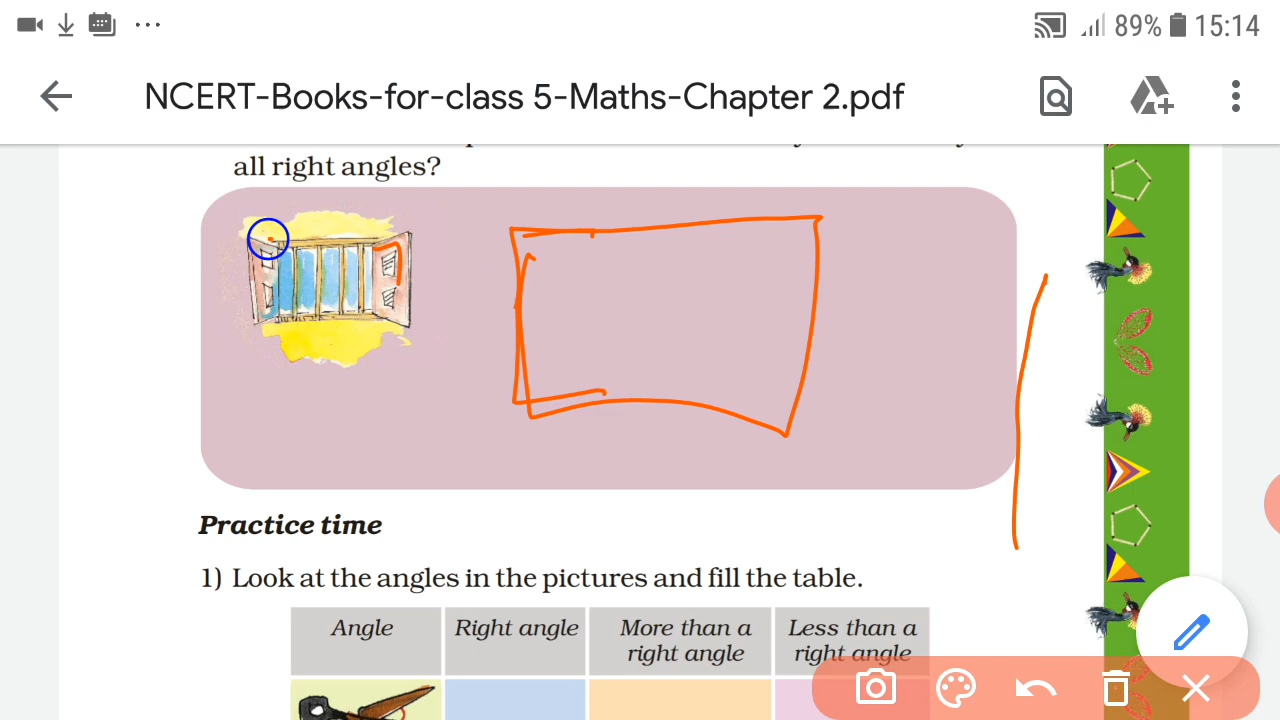 89% 15:14
NCERT-Books-for-class 5-Maths-Chapter 2.pdf
all right angles?
Practice time
1) Look at the angles in the pictures and fill the table.
Angle Right angle More than a right angle Less than a right angle